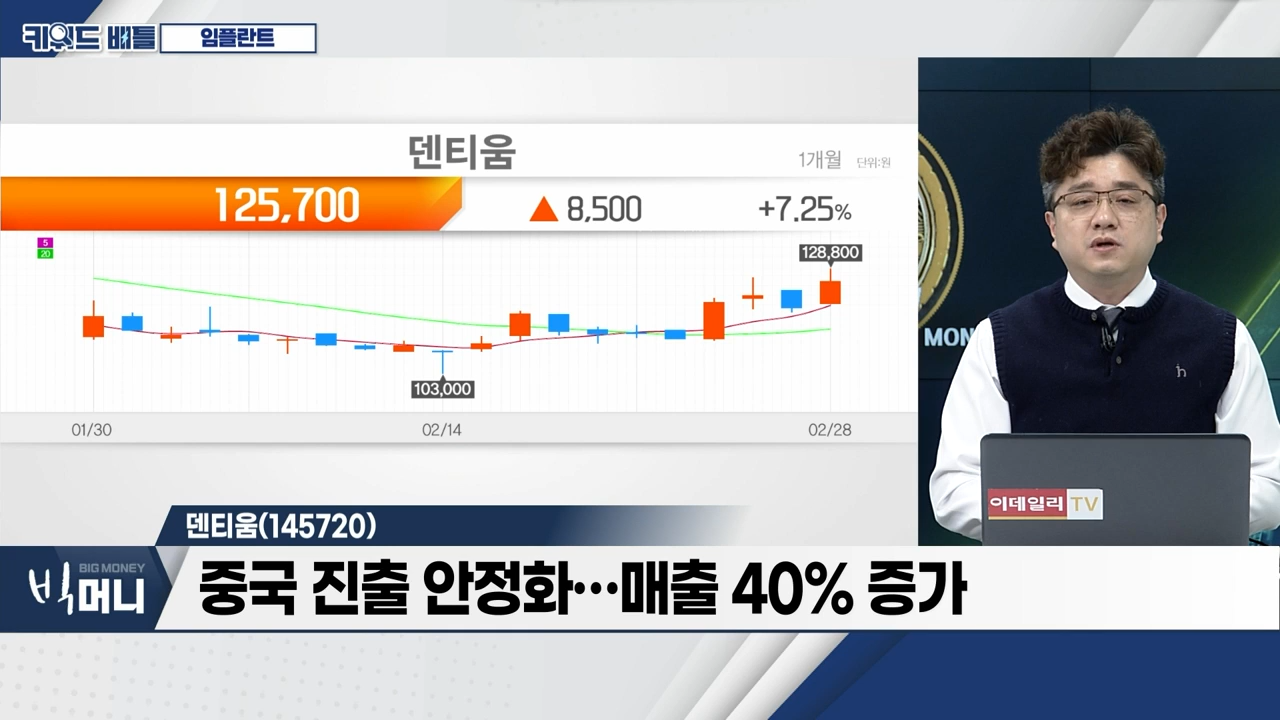 키워드 배틀
임플란트
덴티움
1개월 단위:원
125,700
▲ 8,500
+7.25%
5
20
128,800
103,000
01/30
02/14
02/28
MON
h
이데일리 TV
덴티움(145720)
BIG MONEY
빅머니
중국 진출 안정화…매출 40% 증가